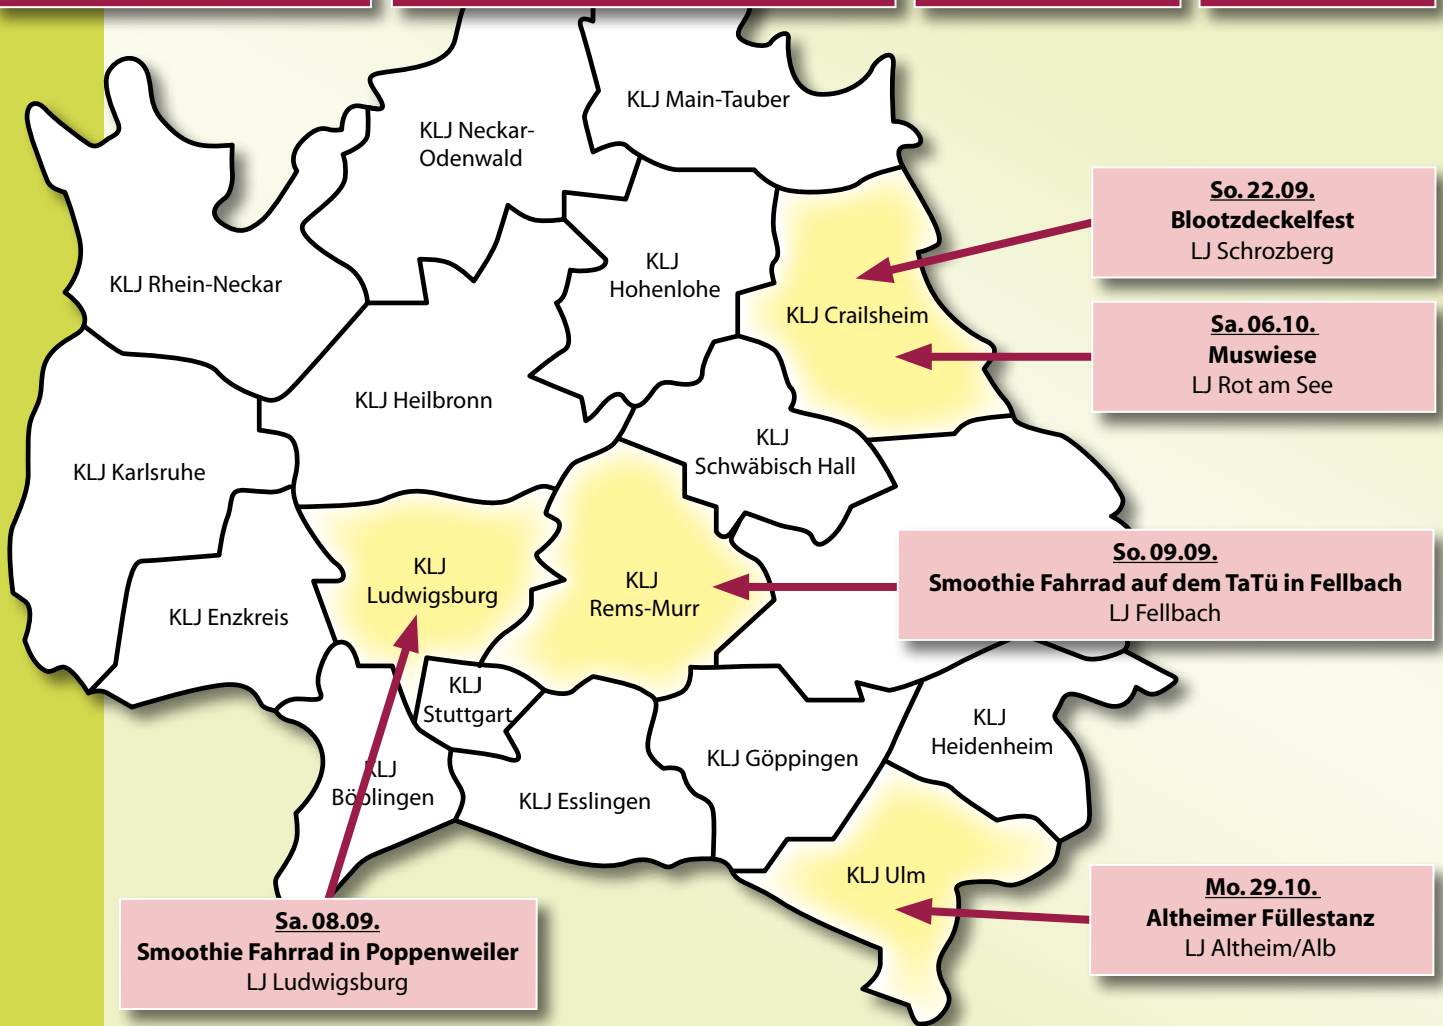 KLJ Main-Tauber
KLJ Neckar-
Odenwald
So. 22.09.
Blootzdeckelfest
LJ Schrozberg
KLJ
Hohenlohe
KLJ Rhein-Neckar
KLJ Crailsheim
Sa. 06.10.
Muswiese
LJ Rot am See
KLJ Heilbronn
KLJ
Schwäbisch Hall
KLJ Karlsruhe
So. 09.09.
Smoothie Fahrrad auf dem TaTü in Fellbach
LJ Fellbach
KLJ
Ludwigsburg
KLJ
Rems-Murr
KLJ Enzkreis
KLJ
Stuttgart
KLJ
Heidenheim
KLJ Göppingen
KLJ
Böblingen
KLJ Esslingen
KLJ Ulm
Mo. 29.10.
Altheimer Füllestanz
LJ Altheim/Alb
Sa. 08.09.
Smoothie Fahrrad in Poppenweiler
LJ Ludwigsburg